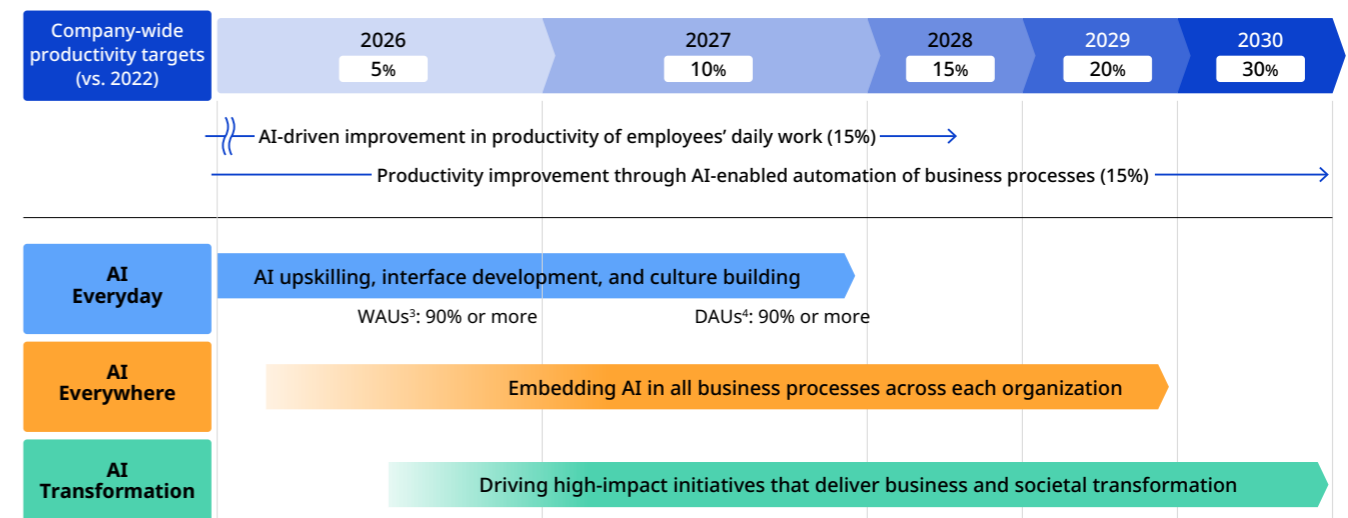 Company-wide
productivity targets
(vs. 2022)
2026
5%
2027
10%
2028
15%
2029
20%
2030
30%
AI-driven improvement in productivity of employees’ daily work (15%)
Productivity improvement through AI-enabled automation of business processes (15%)
AI
Everyday
AI upskilling, interface development, and culture building
WAUs³: 90% or more
DAUs⁴: 90% or more
AI
Everywhere
Embedding AI in all business processes across each organization
AI
Transformation
Driving high-impact initiatives that deliver business and societal transformation